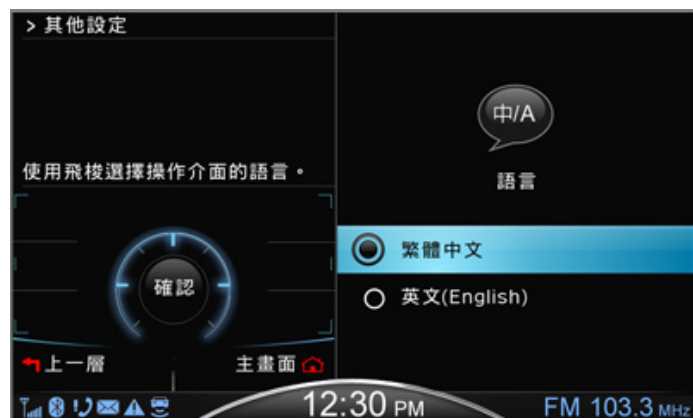 > 其他設定
使用飛梭選擇操作介面的語言。
確認
上一層
主畫面
中/A
語言
繁體中文
英文(English)
12:30 PM
FM 103.3 MHz